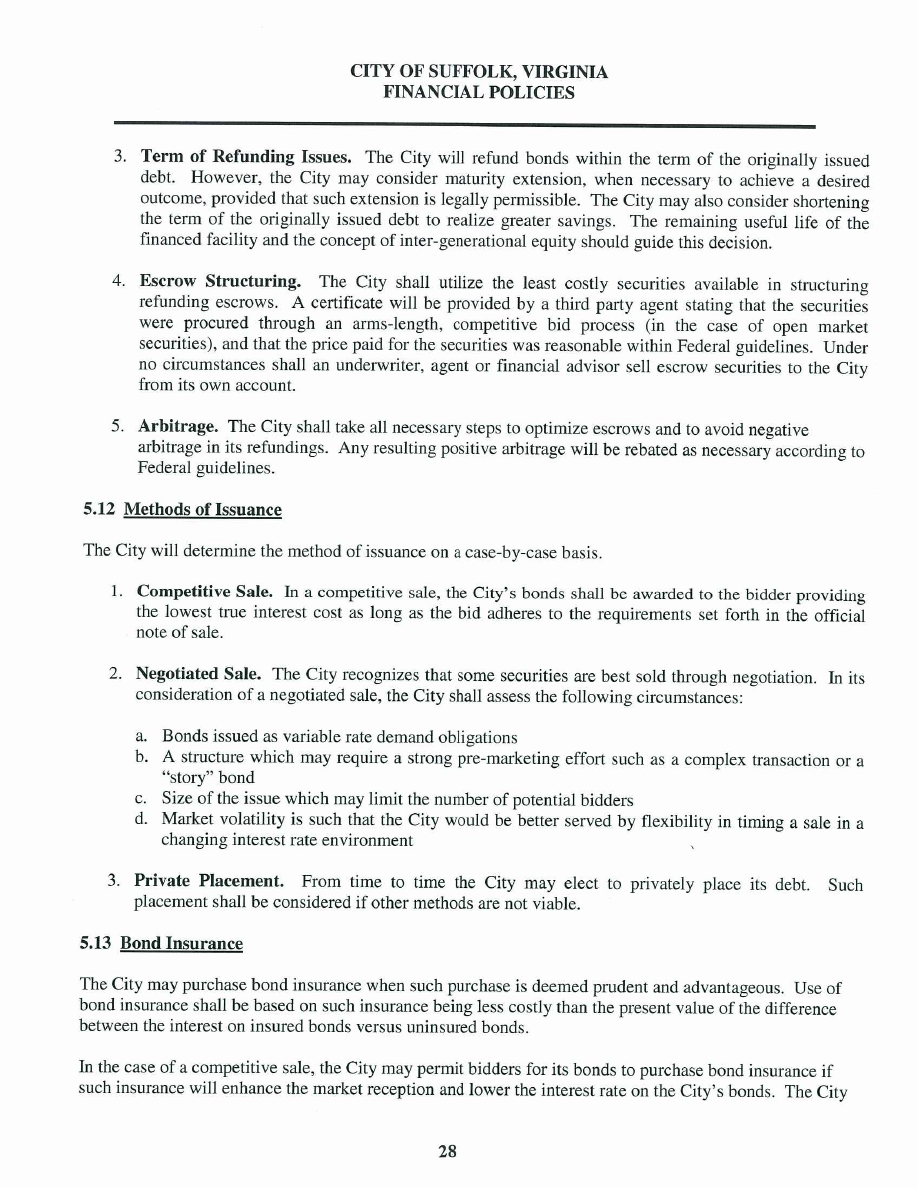 CITY OF SUFFOLK, VIRGINIA
FINANCIAL POLICIES
3. Term of Refunding Issues. The City will refund bonds within the term of the originally issued
debt. However, the City may consider maturity extension, when necessary to achieve a desired
outcome, provided that such extension is legally permissible. The City may also consider shortening
the term of the originally issued debt to realize greater savings. The remaining useful life of the
financed facility and the concept of inter-generational equity should guide this decision.
4. Escrow Structuring. The City shall utilize the least costly securities available in structuring
refunding escrows. A certificate will be provided by a third party agent stating that the securities
were procured through an arms-length, competitive bid process (in the case of open market
securities), and that the price paid for the securities was reasonable within Federal guidelines. Under
no circumstances shall an underwriter, agent or financial advisor sell escrow securities to the City
from its own account.
5. Arbitrage. The City shall take all necessary steps to optimize escrows and to avoid negative
arbitrage in its refundings. Any resulting positive arbitrage will be rebated as necessary according to
Federal guidelines.
5.12 Methods of Issuance
The City will determine the method of issuance on a case-by-case basis.
1. Competitive Sale. In a competitive sale, the City's bonds shall be awarded to the bidder providing
the lowest true interest cost as long as the bid adheres to the requirements set forth in the official
note of sale.
2. Negotiated Sale. The City recognizes that some securities are best sold through negotiation. In its
consideration of a negotiated sale, the City shall assess the following circumstances:
a. Bonds issued as variable rate demand obligations
b. A structure which may require a strong pre-marketing effort such as a complex transaction or a
"story" bond
c. Size of the issue which may limit the number of potential bidders
d. Market volatility is such that the City would be better served by flexibility in timing a sale in a
changing interest rate environment
3. Private Placement. From time to time the City may elect to privately place its debt. Such
placement shall be considered if other methods are not viable.
5.13 Bond Insurance
The City may purchase bond insurance when such purchase is deemed prudent and advantageous. Use of
bond insurance shall be based on such insurance being less costly than the present value of the difference
between the interest on insured bonds versus uninsured bonds.
In the case of a competitive sale, the City may permit bidders for its bonds to purchase bond insurance if
such insurance will enhance the market reception and lower the interest rate on the City's bonds. The City
28